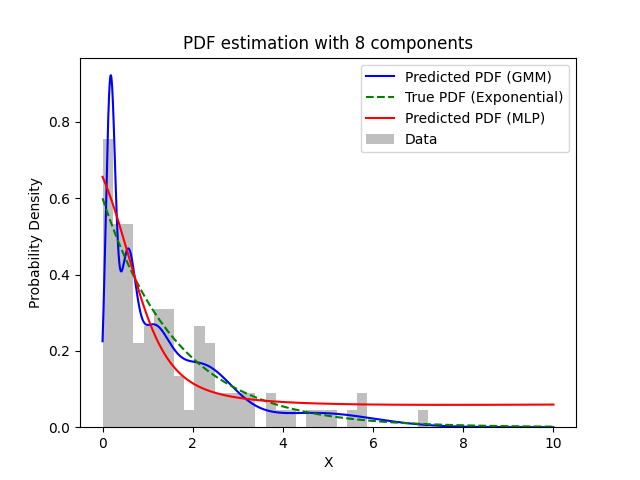 PDF estimation with 8 components
Predicted PDF (GMM)
True PDF (Exponential)
Predicted PDF (MLP)
Data
Probability Density
0.8
0.6
0.4
0.2
0.0
0 2 4 6 8 10
X